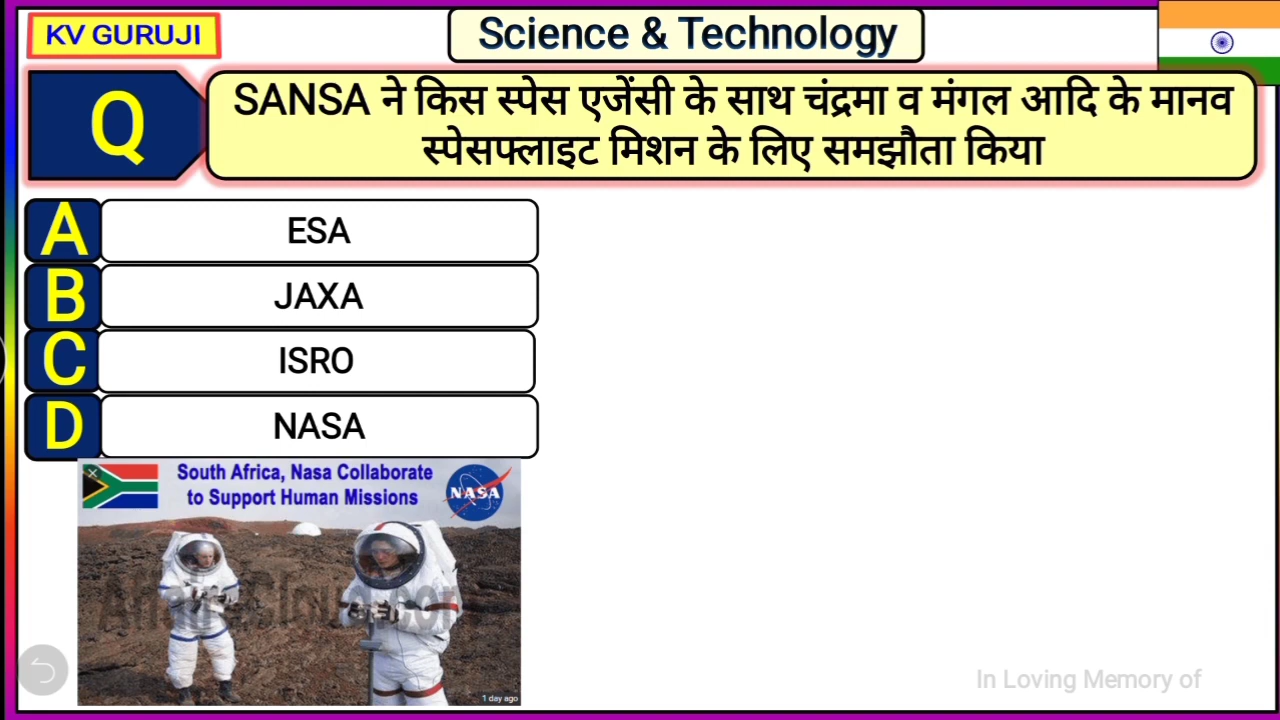 KV GURUJI
Science & Technology
Q
SANSA ने किस स्पेस एजेंसी के साथ चंद्रमा व मंगल आदि के मानव
स्पेसफ्लाइट मिशन के लिए समझौता किया
A
ESA
B
JAXA
C
ISRO
D
NASA
South Africa, Nasa Collaborate
to Support Human Missions
NASA
1 day ago
In Loving Memory of